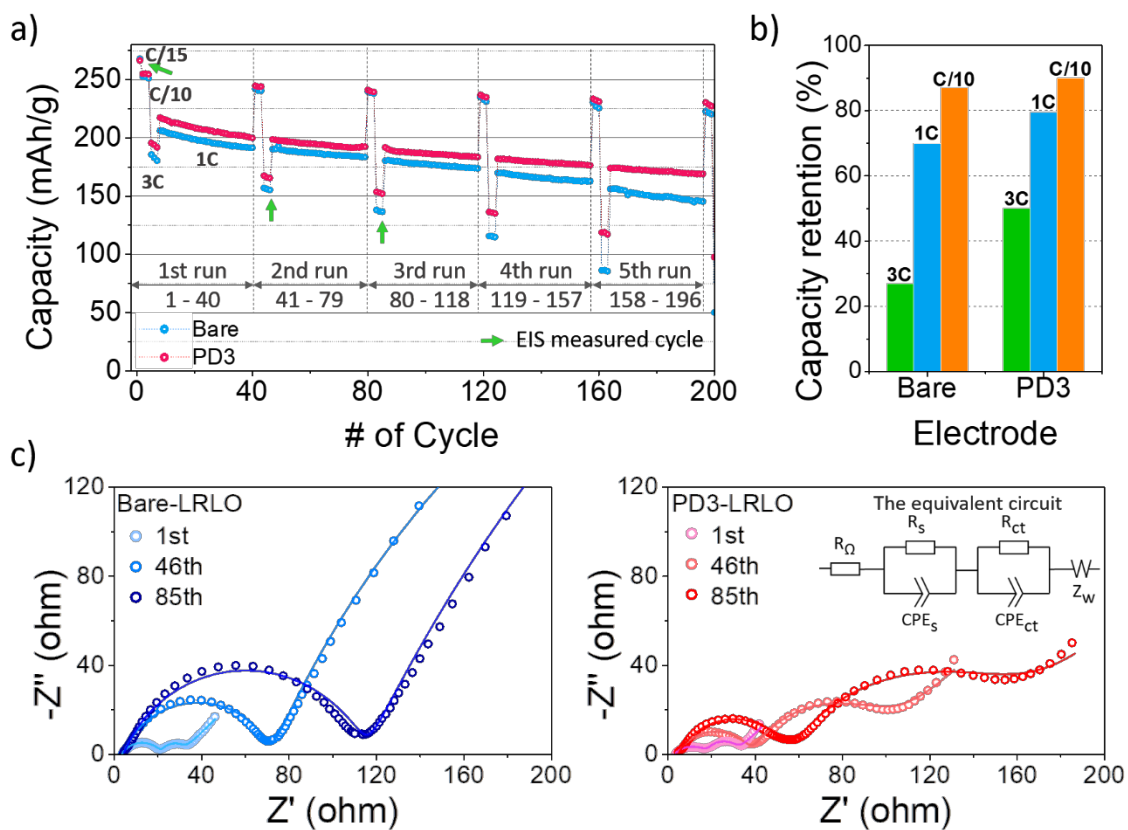 a)
Capacity (mAh/g)
250
200
150
100
50
0
C/15
C/10
3C
1C
1st run
1 - 40
2nd run
41 - 79
3rd run
80 - 118
4th run
119 - 157
5th run
158 - 196
Bare
PD3
EIS measured cycle
0 40 80 120 160 200
# of Cycle
b)
Capacity retention (%)
100
80
60
40
20
0
3C
1C
C/10
3C
1C
C/10
Bare
PD3
Electrode
c)
-Z" (ohm)
120
80
40
0
Bare-LRLO
1st
46th
85th
0 40 80 120 160 200
Z' (ohm)
-Z" (ohm)
120
80
40
0
PD3-LRLO
1st
46th
85th
The equivalent circuit
RΩ
Rs
CPEs
Rct
CPEct
Zw
0 40 80 120 160 200
Z' (ohm)